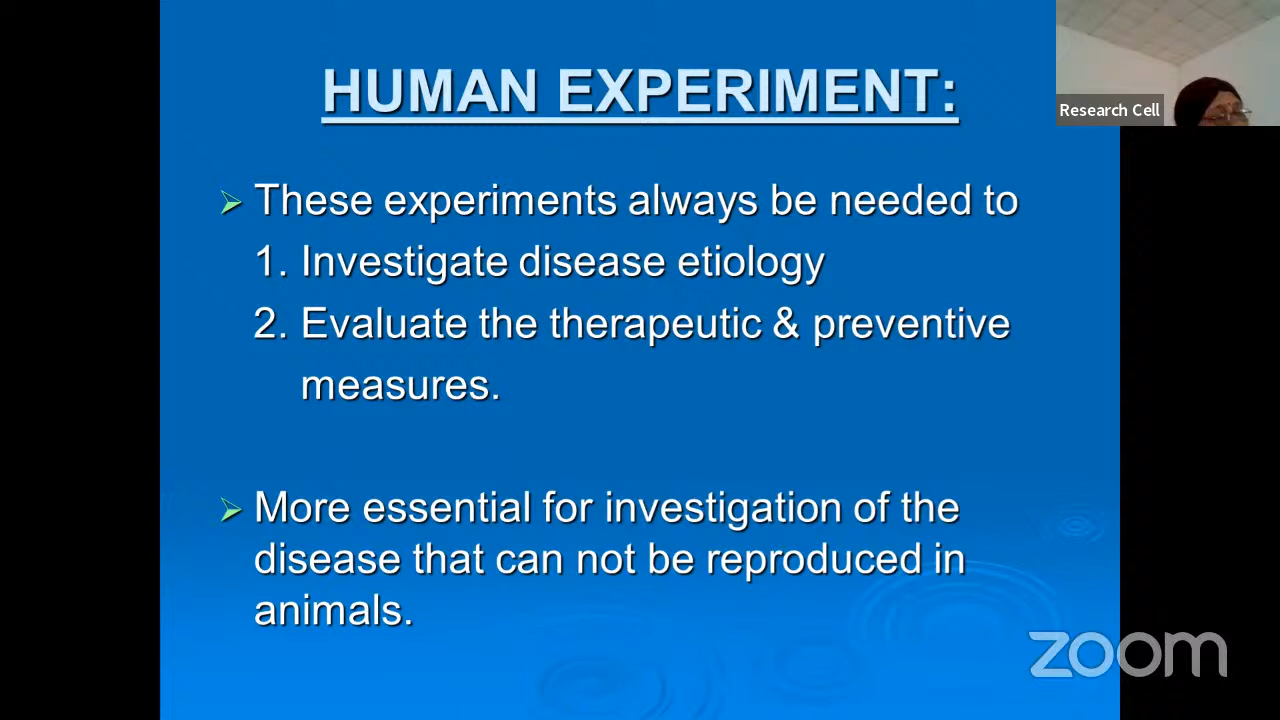 HUMAN EXPERIMENT:
Research Cell
These experiments always be needed to
1. Investigate disease etiology
2. Evaluate the therapeutic & preventive
measures.
More essential for investigation of the
disease that can not be reproduced in
animals.
zoom